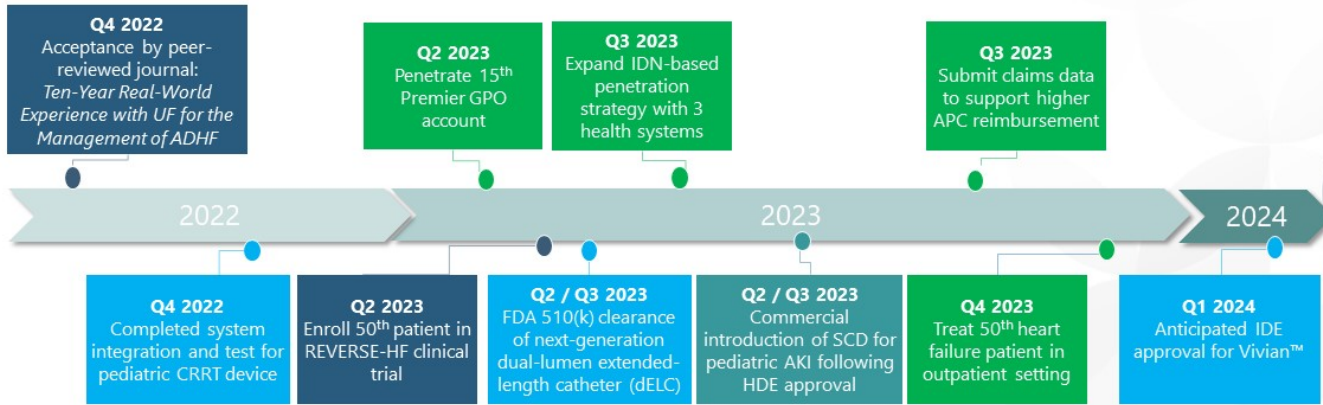 Q4 2022
Acceptance by peer-
reviewed journal:
Ten-Year Real-World
Experience with UF for the
Management of ADHF
Q2 2023
Penetrate 15th
Premier GPO
account
Q3 2023
Expand IDN-based
penetration
strategy with 3
health systems
Q3 2023
Submit claims data
to support higher
APC reimbursement
2022
2023
2024
Q4 2022
Completed system
integration and test for
pediatric CRRT device
Q2 2023
Enroll 50th patient in
REVERSE-HF clinical
trial
Q2 / Q3 2023
FDA 510(k) clearance
of next-generation
dual-lumen extended-
length catheter (dELC)
Q2 / Q3 2023
Commercial
introduction of SCD for
pediatric AKI following
HDE approval
Q4 2023
Treat 50th heart
failure patient in
outpatient setting
Q1 2024
Anticipated IDE
approval for Vivian™